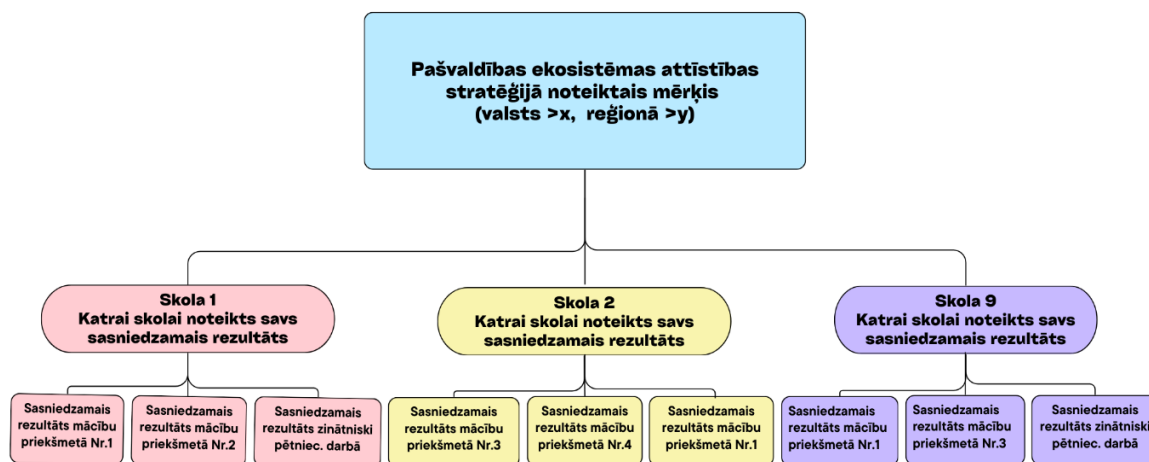 Pašvaldības ekosistēmas attīstības
stratēģijā noteiktais mērķis
(valsts >x, reģionā >y)
Skola 1
Katrai skolai noteikts savs
sasniedzamais rezultāts
Skola 2
Katrai skolai noteikts savs
sasniedzamais rezultāts
Skola 9
Katrai skolai noteikts savs
sasniedzamais rezultāts
Sasniedzamais
rezultāts mācību
priekšmetā Nr.1
Sasniedzamais
rezultāts mācību
priekšmetā Nr.2
Sasniedzamais
rezultāts zinātniski
pētniec. darbā
Sasniedzamais
rezultāts mācību
priekšmetā Nr.3
Sasniedzamais
rezultāts mācību
priekšmetā Nr.4
Sasniedzamais
rezultāts mācību
priekšmetā Nr.1
Sasniedzamais
rezultāts mācību
priekšmetā Nr.1
Sasniedzamais
rezultāts mācību
priekšmetā Nr.3
Sasniedzamais
rezultāts zinātniski
pētniec. darbā